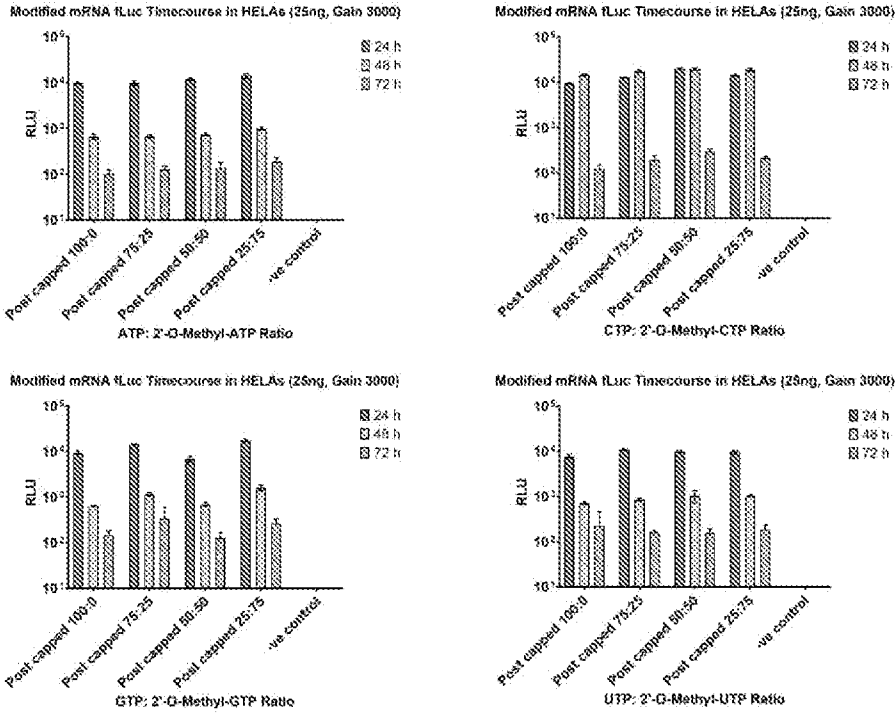 Modified mRNA fLuc Timecourse in HELAs (25ng, Gain 3000)
10⁵
10⁴
10³
10²
10¹
RLU
24 h
48 h
72 h
Post capped 100:0
Post capped 75:25
Post capped 50:50
Post capped 25:75
-ve control
ATP: 2'-O-Methyl-ATP Ratio
Modified mRNA fLuc Timecourse in HELAs (25ng, Gain 3000)
10⁵
10⁴
10³
10²
10¹
RLU
24 h
48 h
72 h
Post capped 100:0
Post capped 75:25
Post capped 50:50
Post capped 25:75
-ve control
CTP: 2'-O-Methyl-CTP Ratio
Modified mRNA fLuc Timecourse in HELAs (25ng, Gain 3000)
10⁵
10⁴
10³
10²
10¹
RLU
24 h
48 h
72 h
Post capped 100:0
Post capped 75:25
Post capped 50:50
Post capped 25:75
-ve control
GTP: 2'-O-Methyl-GTP Ratio
Modified mRNA fLuc Timecourse in HELAs (25ng, Gain 3000)
10⁵
10⁴
10³
10²
10¹
RLU
24 h
48 h
72 h
Post capped 100:0
Post capped 75:25
Post capped 50:50
Post capped 25:75
-ve control
UTP: 2'-O-Methyl-UTP Ratio